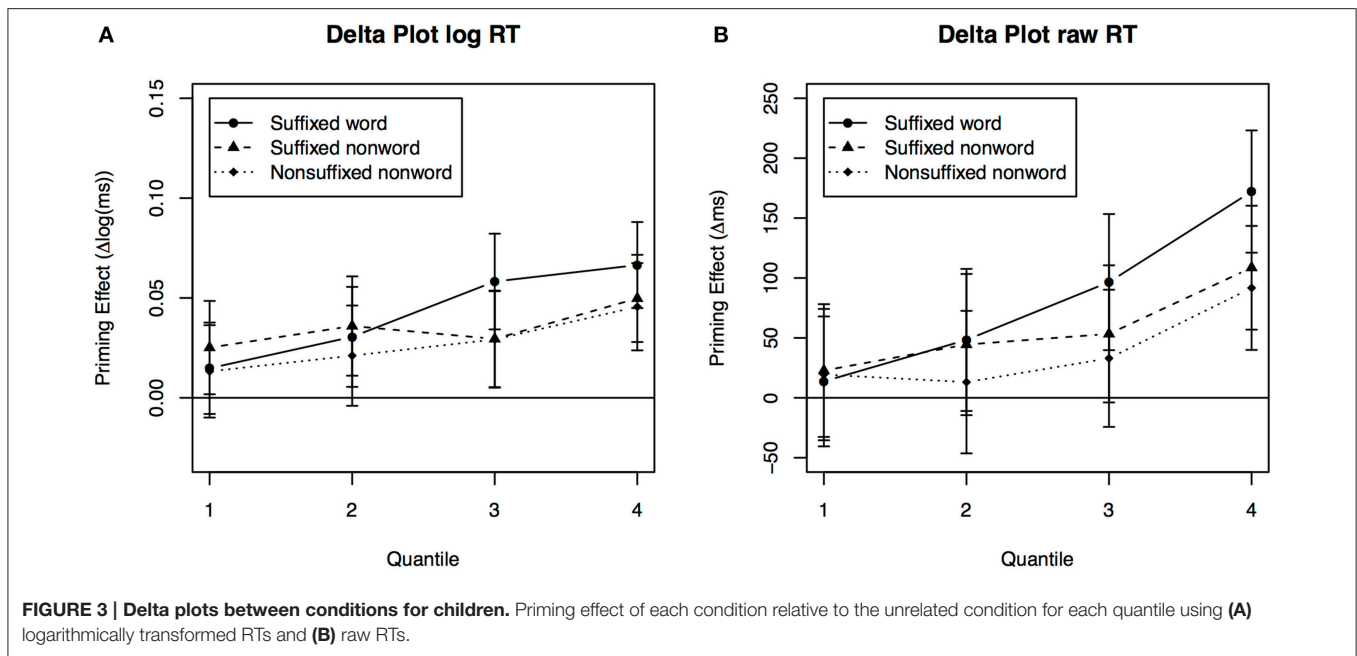 A
Delta Plot log RT
Priming Effect (Δlog(ms))
0.15
0.10
0.05
0.00
Suffixed word
Suffixed nonword
Nonsuffixed nonword
1 2 3 4
Quantile
B
Delta Plot raw RT
Priming Effect (Δms)
250
200
150
100
50
0
−50
Suffixed word
Suffixed nonword
Nonsuffixed nonword
1 2 3 4
Quantile
FIGURE 3 | Delta plots between conditions for children. Priming effect of each condition relative to the unrelated condition for each quantile using (A)
logarithmically transformed RTs and (B) raw RTs.